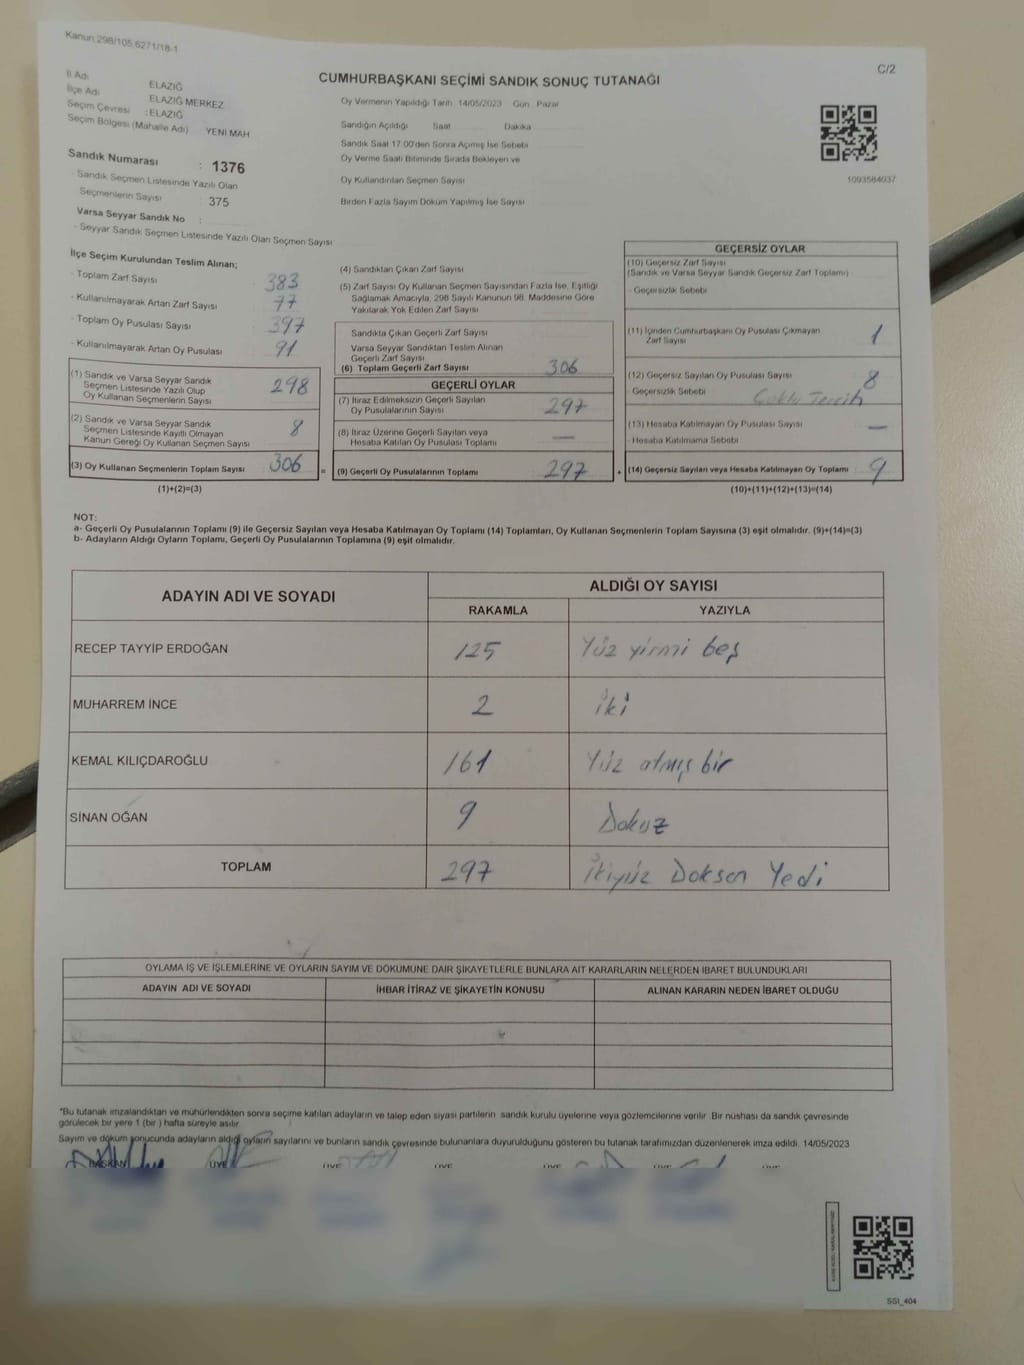 Kanun:298/105,6271/18-1
C/2
CUMHURBAŞKANI SEÇİMİ SANDIK SONUÇ TUTANAĞI
İl Adı ELAZIĞ
İlçe Adı ELAZIĞ MERKEZ
Seçim Çevresi : ELAZIĞ
Seçim Bölgesi (Mahalle Adı) YENİ MAH
Sandık Numarası : 1376
- Sandık Seçmen Listesinde Yazılı Olan
Seçmenlerin Sayısı 375
Varsa Seyyar Sandık No :
- Seyyar Sandık Seçmen Listesinde Yazılı Olan Seçmen Sayısı
Oy Vermenin Yapıldığı Tarih 14/05/2023 Gün : Pazar
Sandığın Açıldığı Saat Dakika
Sandık Saat 17.00'den Sonra Açılmış İse Sebebi
Oy Verme Saati Bitiminde Sırada Bekleyen ve
Oy Kullandırılan Seçmen Sayısı
Birden Fazla Sayım Döküm Yapılmış İse Sayısı
1093584037
İlçe Seçim Kurulundan Teslim Alınan;
- Toplam Zarf Sayısı 383
- Kullanılmayarak Artan Zarf Sayısı 77
- Toplam Oy Pusulası Sayısı 397
- Kullanılmayarak Artan Oy Pusulası 91
(1) Sandık ve Varsa Seyyar Sandık
Seçmen Listesinde Yazılı Olup
Oy Kullanan Seçmenlerin Sayısı 298
(2) Sandık ve Varsa Seyyar Sandık
Seçmen Listesinde Kayıtlı Olmayan
Kanun Gereği Oy Kullanan Seçmen Sayısı 8
(3) Oy Kullanan Seçmenlerin Toplam Sayısı 306 =
(1)+(2)=(3)
(4) Sandıktan Çıkan Zarf Sayısı
(5) Zarf Sayısı Oy Kullanan Seçmen Sayısından Fazla İse, Eşitliği
Sağlamak Amacıyla, 298 Sayılı Kanunun 98. Maddesine Göre
Yakılarak Yok Edilen Zarf Sayısı
Sandıkta Çıkan Geçerli Zarf Sayısı
Varsa Seyyar Sandıktan Teslim Alınan
Geçerli Zarf Sayısı
(6) Toplam Geçerli Zarf Sayısı 306
GEÇERLİ OYLAR
(7) İtiraz Edilmeksizin Geçerli Sayılan
Oy Pusulalarının Sayısı 297
(8) İtiraz Üzerine Geçerli Sayılan veya
Hesaba Katılan Oy Pusulası Toplamı —
(9) Geçerli Oy Pusulalarının Toplamı 297 +
GEÇERSİZ OYLAR
(10) Geçersiz Zarf Sayısı
(Sandık ve Varsa Seyyar Sandık Geçersiz Zarf Toplamı)
- Geçersizlik Sebebi
(11) İçinden Cumhurbaşkanı Oy Pusulası Çıkmayan
Zarf Sayısı 1
(12) Geçersiz Sayılan Oy Pusulası Sayısı 8
- Geçersizlik Sebebi Çoklu Tercih
(13) Hesaba Katılmayan Oy Pusulası Sayısı —
- Hesaba Katılmama Sebebi
(14) Geçersiz Sayılan veya Hesaba Katılmayan Oy Toplamı 9
(10)+(11)+(12)+(13)=(14)
NOT:
a- Geçerli Oy Pusulalarının Toplamı (9) ile Geçersiz Sayılan veya Hesaba Katılmayan Oy Toplamı (14) Toplamları, Oy Kullanan Seçmenlerin Toplam Sayısına (3) eşit olmalıdır. (9)+(14)=(3)
b- Adayların Aldığı Oyların Toplamı, Geçerli Oy Pusulalarının Toplamına (9) eşit olmalıdır.
ADAYIN ADI VE SOYADI
ALDIĞI OY SAYISI
RAKAMLA YAZIYLA
RECEP TAYYİP ERDOĞAN 125 Yüz yirmi beş
MUHARREM İNCE 2 İki
KEMAL KILIÇDAROĞLU 161 Yüz atmış bir
SİNAN OĞAN 9 Dokuz
TOPLAM 297 İkiyüz Doksan Yedi
OYLAMA İŞ VE İŞLEMLERİNE VE OYLARIN SAYIM VE DÖKÜMÜNE DAİR ŞİKAYETLERLE BUNLARA AİT KARARLARIN NELERDEN İBARET BULUNDUKLARI
ADAYIN ADI VE SOYADI İHBAR İTİRAZ VE ŞİKAYETİN KONUSU ALINAN KARARIN NEDEN İBARET OLDUĞU
*Bu tutanak imzalandıktan ve mühürlendikten sonra seçime katılan adayların ve talep eden siyasi partilerin sandık kurulu üyelerine veya gözlemcilerine verilir. Bir nüshası da sandık çevresinde
görülecek bir yere 1 (bir) hafta süreyle asılır.
Sayım ve döküm sonucunda adayların aldığı oyların sayılarını ve bunların sandık çevresinde bulunanlara duyurulduğunu gösteren bu tutanak tarafımızdan düzenlenerek imza edildi. 14/05/2023
BAŞKAN ÜYE ÜYE ÜYE ÜYE ÜYE ÜYE
SSI_404